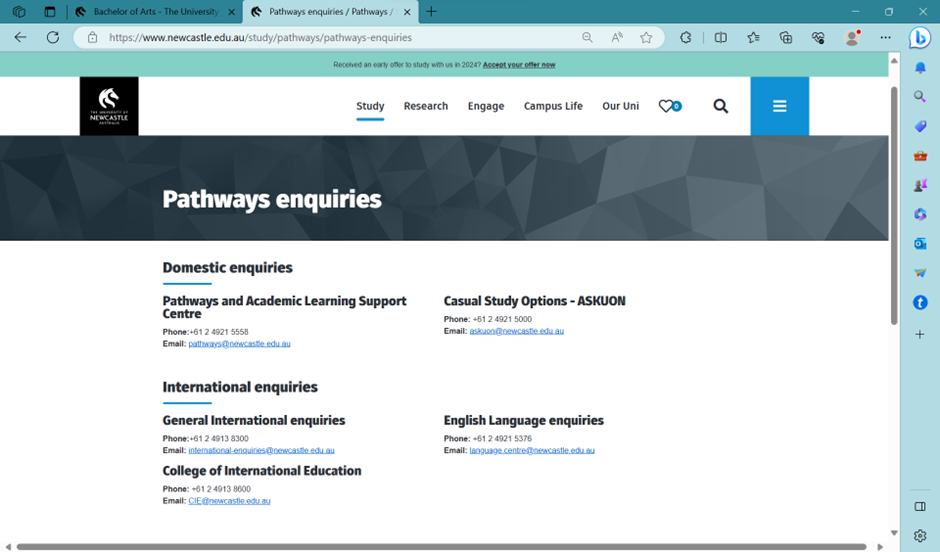 Bachelor of Arts - The University
Pathways enquiries / Pathways /
https://www.newcastle.edu.au/study/pathways/pathways-enquiries
Received an early offer to study with us in 2024? Accept your offer now
THE UNIVERSITY OF
NEWCASTLE
AUSTRALIA
Study
Research
Engage
Campus Life
Our Uni
0
Pathways enquiries
Domestic enquiries
Pathways and Academic Learning Support
Centre
Phone:+61 2 4921 5558
Email: pathways@newcastle.edu.au
Casual Study Options - ASKUON
Phone: +61 2 4921 5000
Email: askuon@newcastle.edu.au
International enquiries
General International enquiries
Phone:+61 2 4913 8300
Email: international-enquiries@newcastle.edu.au
English Language enquiries
Phone: +61 2 4921 5376
Email: language.centre@newcastle.edu.au
College of International Education
Phone: +61 2 4913 8600
Email: CIE@newcastle.edu.au